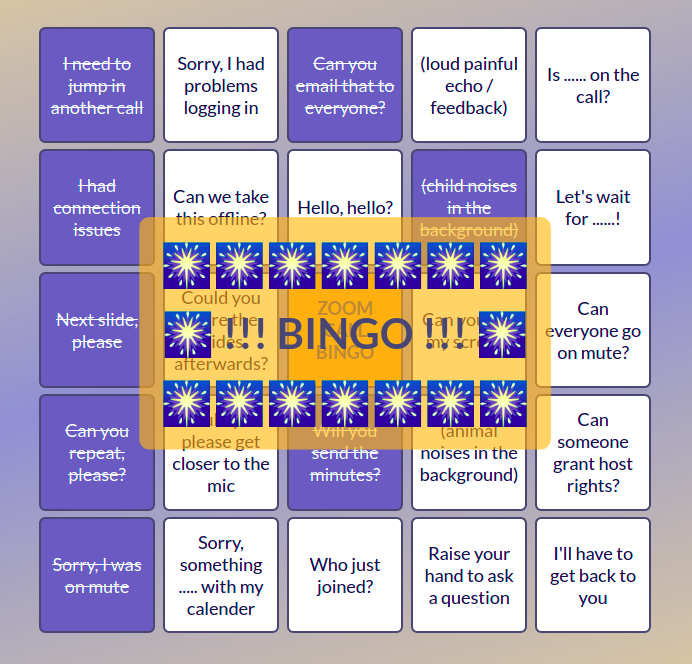 I need to
jump in
another call
Sorry, I had
problems
logging in
Can you
email that to
everyone?
(loud painful
echo /
feedback)
Is ...... on the
call?
I had
connection
issues
Can we take
this offline?
Hello, hello?
(child noises
in the
background)
Let's wait
for ......!
Next slide,
please
Could you
the
afterwards?
ZOOM
BINGO
!!! BINGO !!!
Can
my
Can
everyone go
on mute?
Can you
repeat,
please?
please get
closer to the
mic
Will you
send the
minutes?
(animal
noises in the
background)
Can
someone
grant host
rights?
Sorry, I was
on mute
Sorry,
something
..... with my
calender
Who just
joined?
Raise your
hand to ask
a question
I'll have to
get back to
you